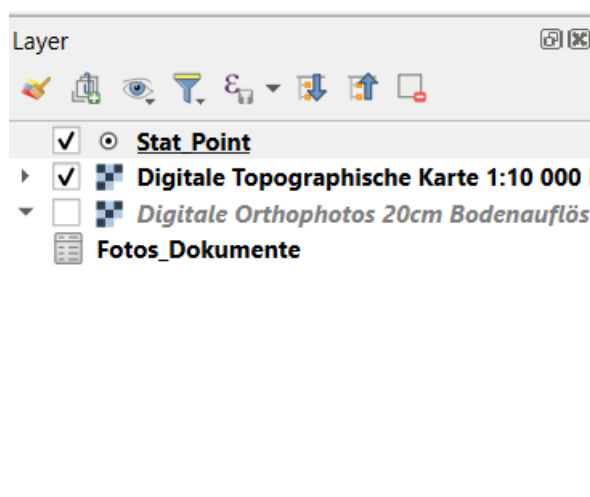 Layer
Stat_Point
Digitale Topographische Karte 1:10 000
Digitale Orthophotos 20cm Bodenauflös
Fotos_Dokumente